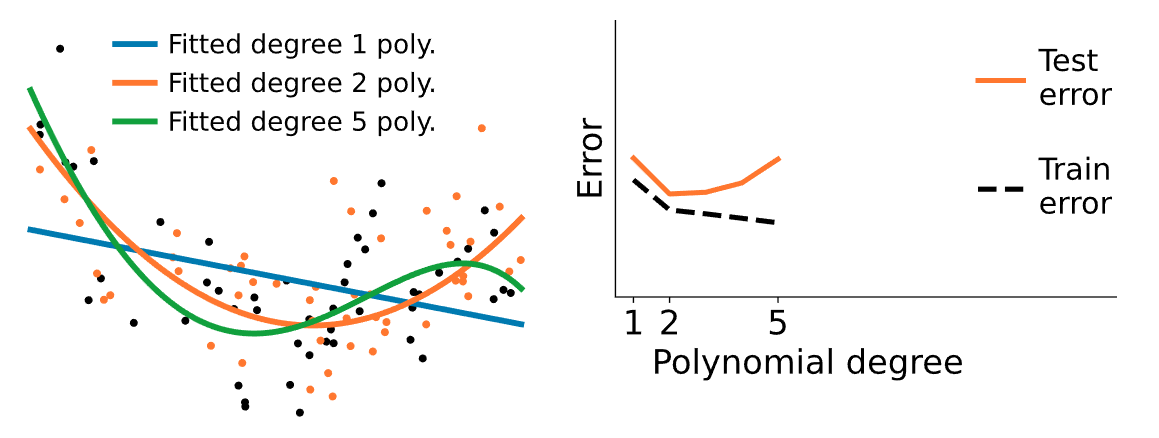 Fitted degree 1 poly.
Fitted degree 2 poly.
Fitted degree 5 poly.
Error
Test
error
Train
error
1 2 5
Polynomial degree